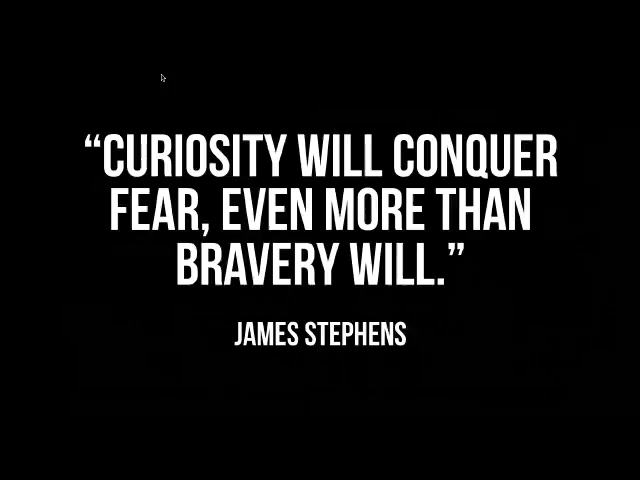 “CURIOSITY WILL CONQUER
FEAR, EVEN MORE THAN
BRAVERY WILL.”
JAMES STEPHENS